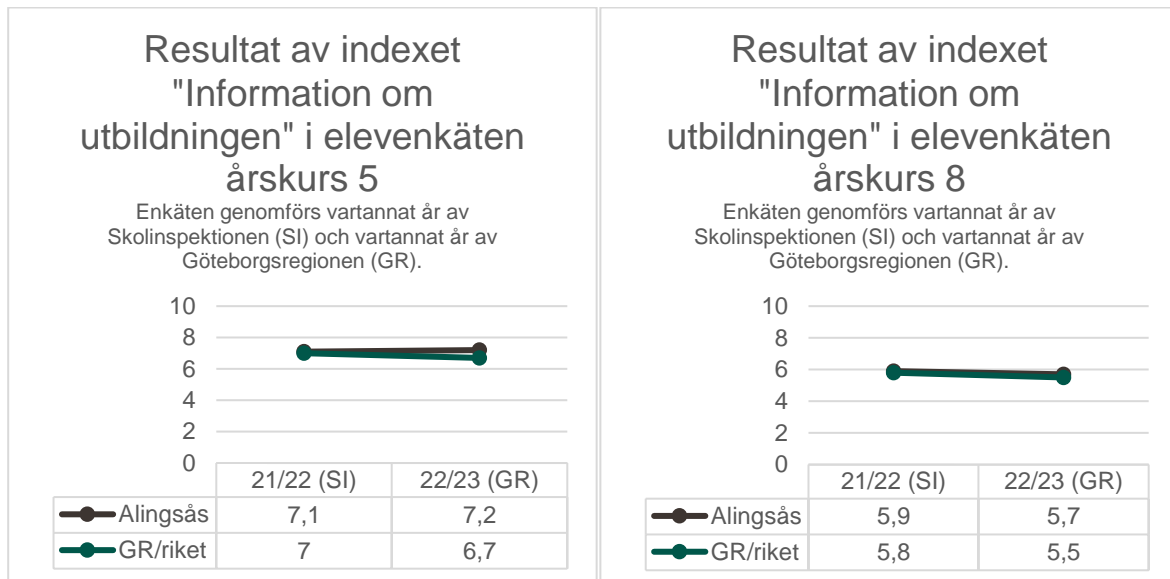 Resultat av indexet
"Information om
utbildningen" i elevenkäten
årskurs 5
Enkäten genomförs vartannat år av
Skolinspektionen (SI) och vartannat år av
Göteborgsregionen (GR).
10
8
6
4
2
0
21/22 (SI) 22/23 (GR)
Alingsås 7,1 7,2
GR/riket 7 6,7
Resultat av indexet
"Information om
utbildningen" i elevenkäten
årskurs 8
Enkäten genomförs vartannat år av
Skolinspektionen (SI) och vartannat år av
Göteborgsregionen (GR).
10
8
6
4
2
0
21/22 (SI) 22/23 (GR)
Alingsås 5,9 5,7
GR/riket 5,8 5,5